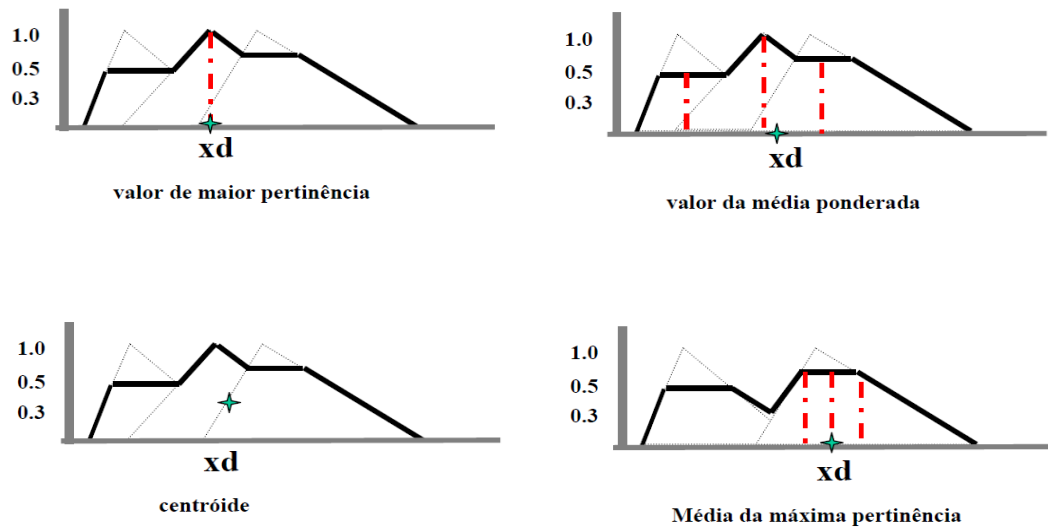 1.0
0.5
0.3
xd
valor de maior pertinência
1.0
0.5
0.3
xd
valor da média ponderada
1.0
0.5
0.3
xd
centróide
1.0
0.5
0.3
xd
Média da máxima pertinência